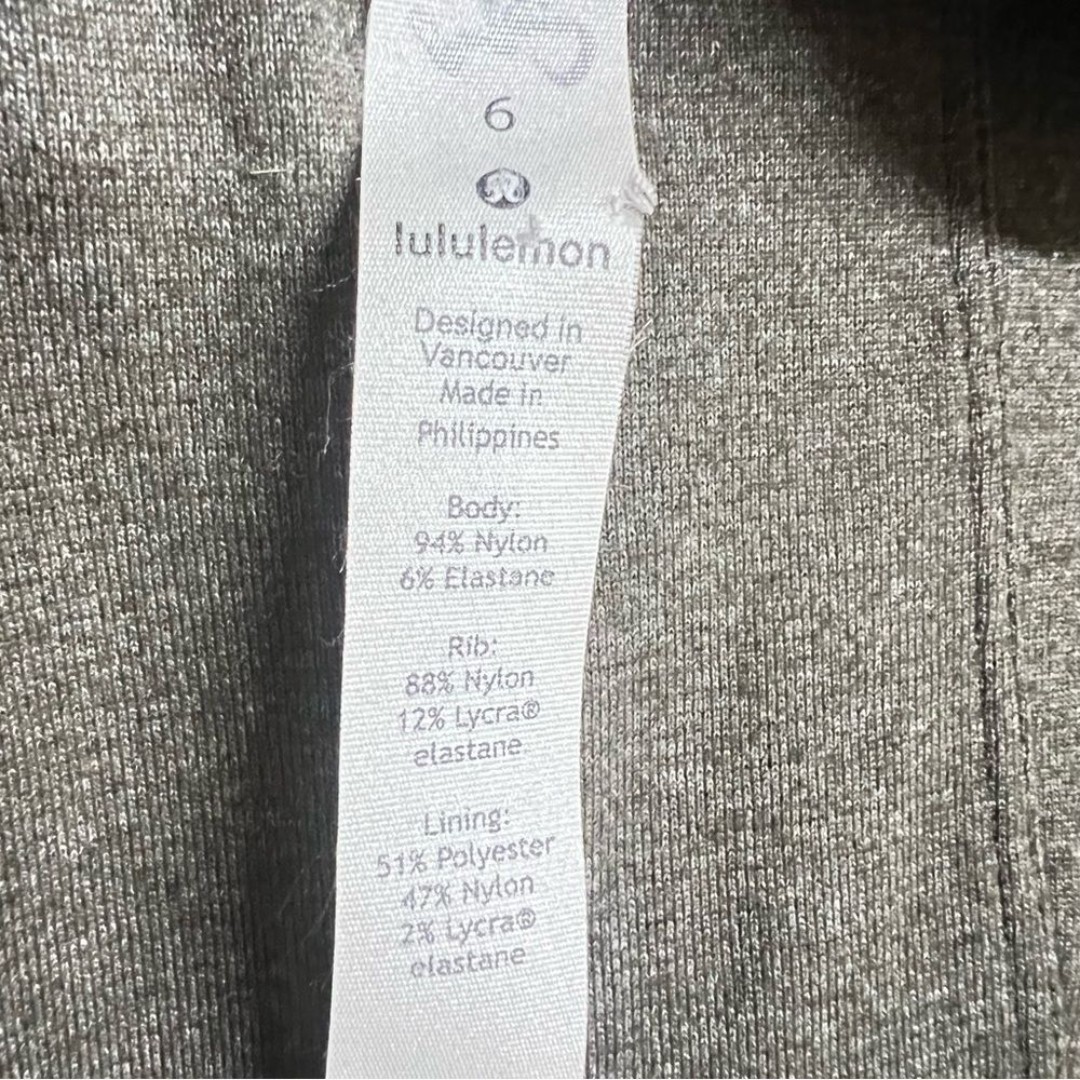 6
lululemon
Designed in
Vancouver
Made in
Philippines
Body:
94% Nylon
6% Elastane
Rib:
88% Nylon
12% Lycra®
elastane
Lining:
51% Polyester
47% Nylon
2% Lycra®
elastane